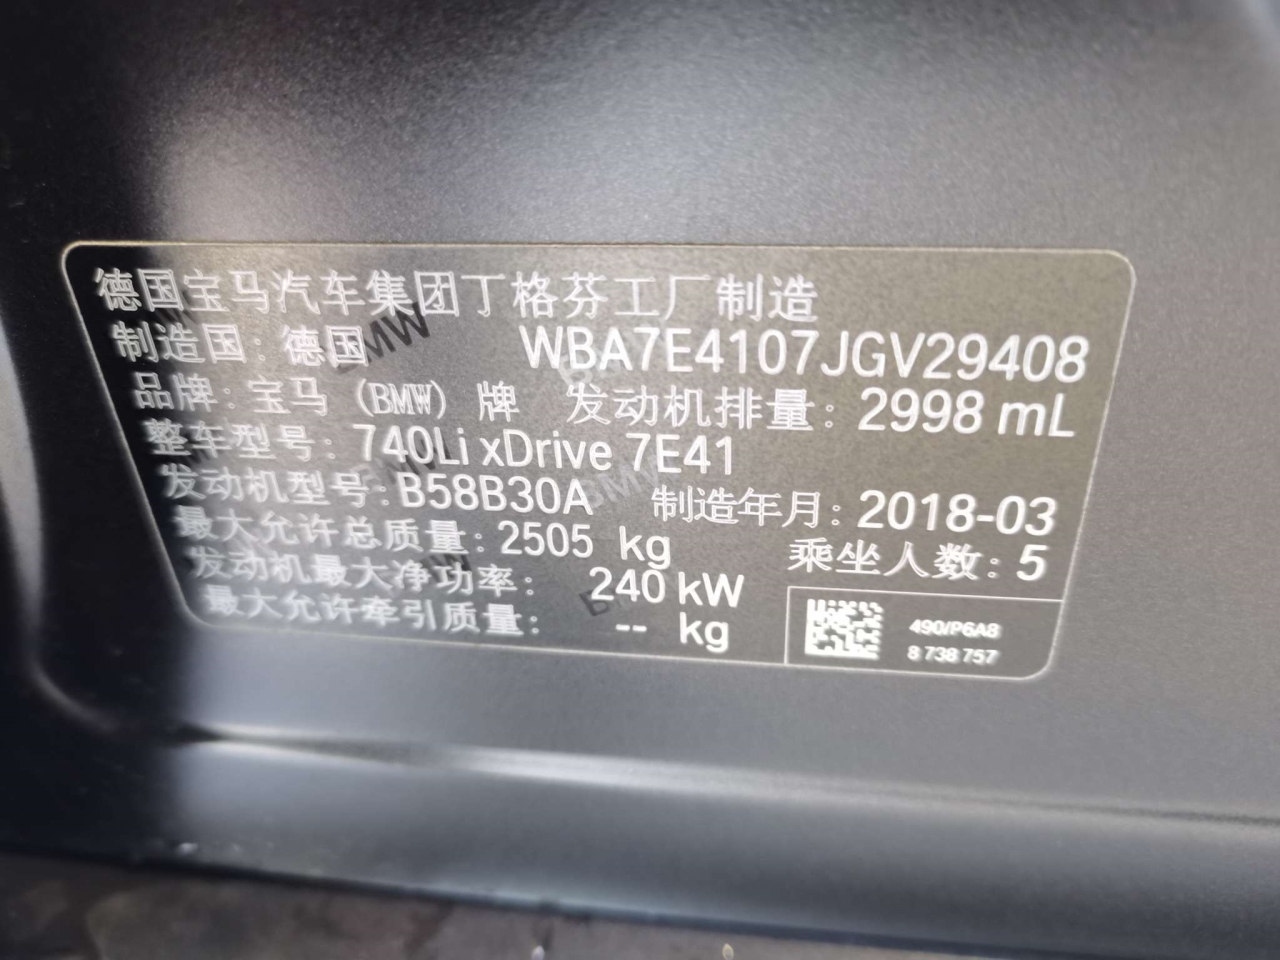 德国宝马汽车集团丁格芬工厂制造
制造国：德国 WBA7E4107JGV29408
品牌：宝马（BMW）牌 发动机排量：2998 mL
整车型号：740Li xDrive 7E41
发动机型号：B58B30A 制造年月：2018-03
最大允许总质量：2505 kg 乘坐人数：5
发动机最大净功率：240 kW
最大允许牵引质量：-- kg
490/P6A8
8 738 757
BMW
BMW
BMW
BMW